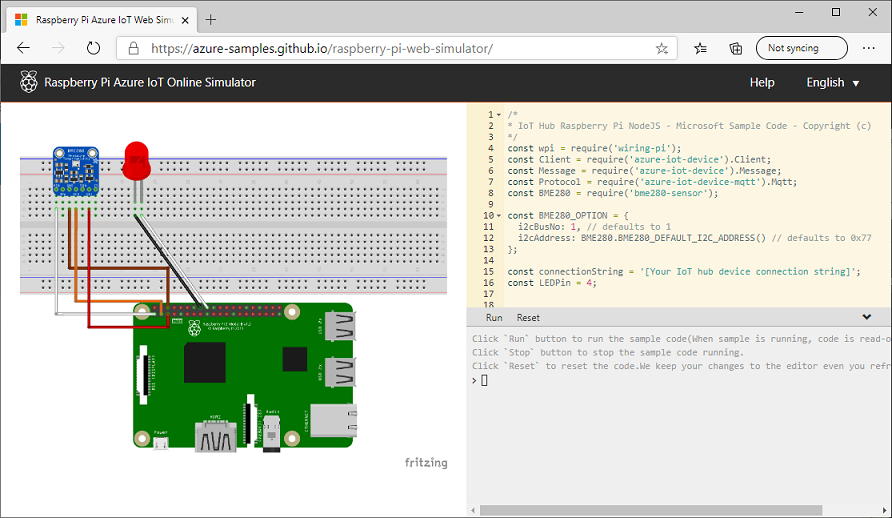 Raspberry Pi Azure IoT Web Simu
https://azure-samples.github.io/raspberry-pi-web-simulator/
Not syncing
Raspberry Pi Azure IoT Online Simulator
Help
English
BME280
1 /*
2 * IoT Hub Raspberry Pi NodeJS - Microsoft Sample Code - Copyright (c)
3 */
4 const wpi = require('wiring-pi');
5 const Client = require('azure-iot-device').Client;
6 const Message = require('azure-iot-device').Message;
7 const Protocol = require('azure-iot-device-mqtt').Mqtt;
8 const BME280 = require('bme280-sensor');
9
10 const BME280_OPTION = {
11 i2cBusNo: 1, // defaults to 1
12 i2cAddress: BME280.BME280_DEFAULT_I2C_ADDRESS() // defaults to 0x77
13 };
14
15 const connectionString = '[Your IoT hub device connection string]';
16 const LEDPin = 4;
17
18
Run
Reset
Click `Run` button to run the sample code(When sample is running, code is read-o
Click `Stop` button to stop the sample code running.
Click `Reset` to reset the code.We keep your changes to the editor even you refr
>
USB 2x
USB 2x
ETHERNET
HDMI
Audio
Power
fritzing